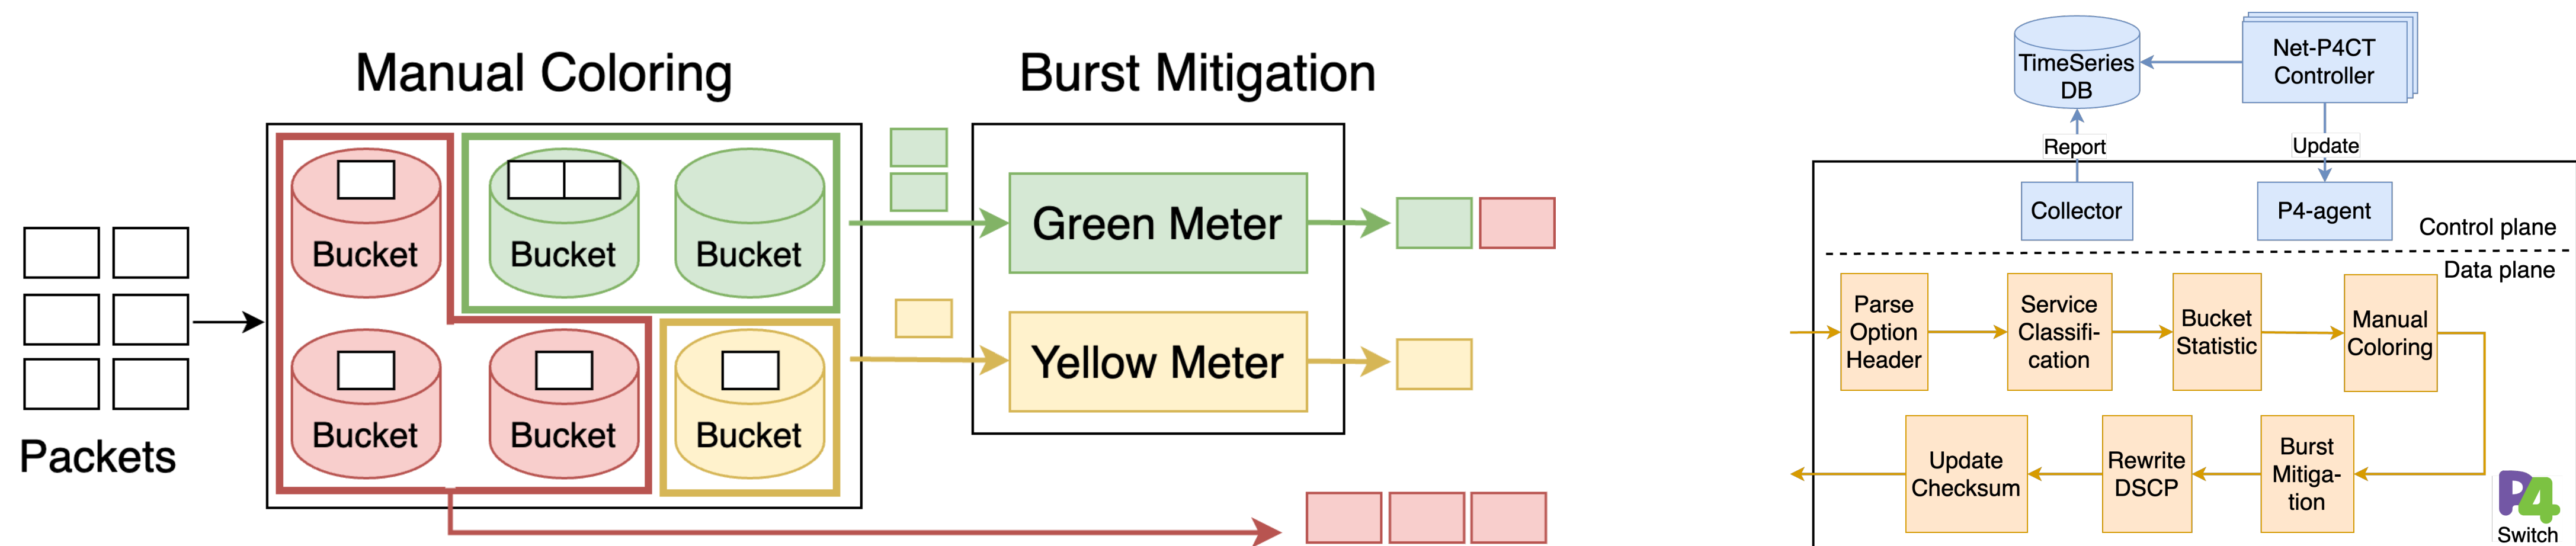 Manual Coloring
Burst Mitigation
Bucket
Bucket
Bucket
Bucket
Bucket
Bucket
Packets
Green Meter
Yellow Meter
TimeSeries
DB
Net-P4CT
Controller
Report
Update
Collector
P4-agent
Control plane
Data plane
Parse
Option
Header
Service
Classifi-
cation
Bucket
Statistic
Manual
Coloring
Update
Checksum
Rewrite
DSCP
Burst
Mitiga-
tion
P4
Switch